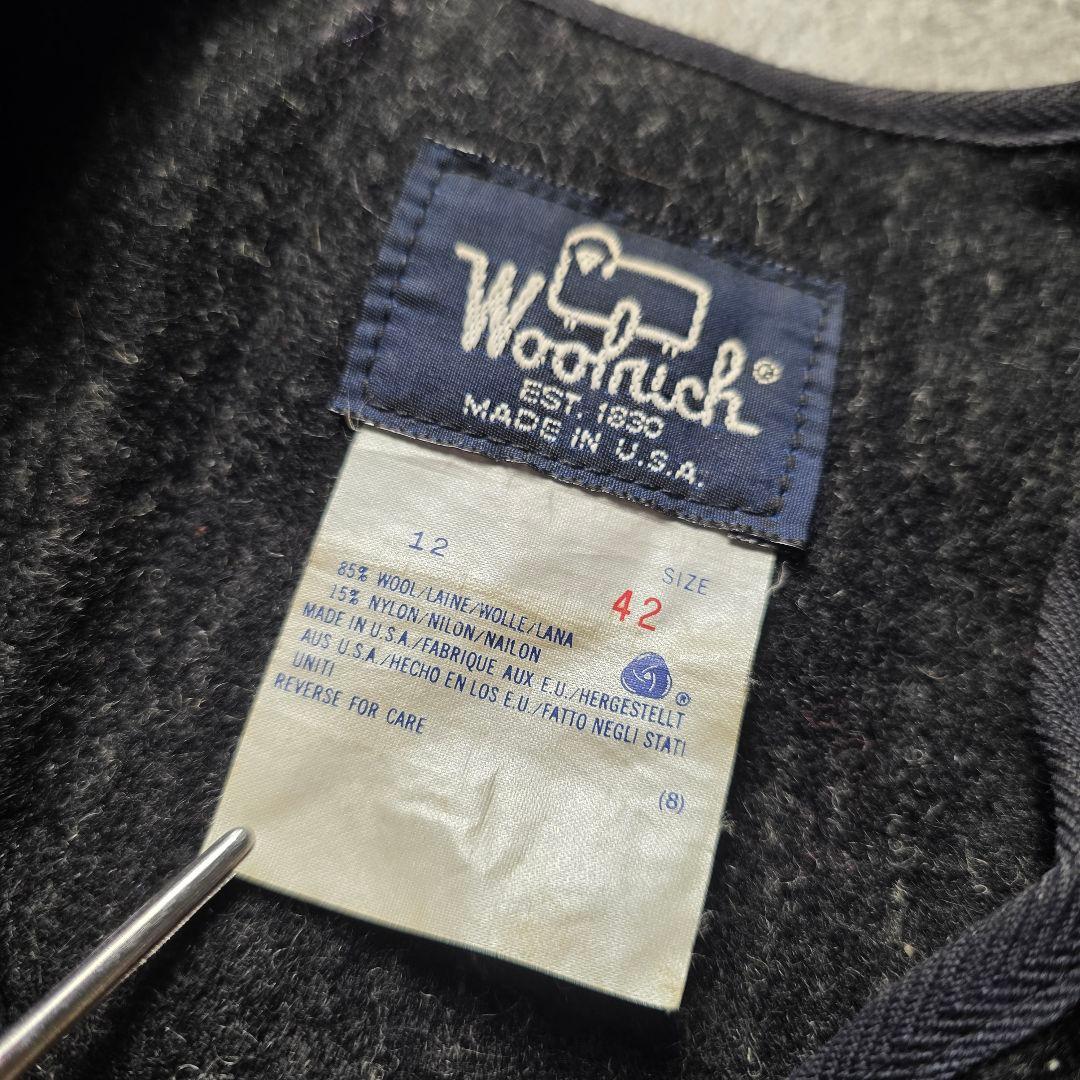 Woolrich®
EST. 1830
MADE IN U.S.A.
12
SIZE
42
85% WOOL/LAINE/WOLLE/LANA
15% NYLON/NILON/NAILON
MADE IN U.S.A./FABRIQUE AUX E.U./HERGESTELLT
AUS U.S.A./HECHO EN LOS E.U./FATTO NEGLI STATI
UNITI
REVERSE FOR CARE
®
(8)